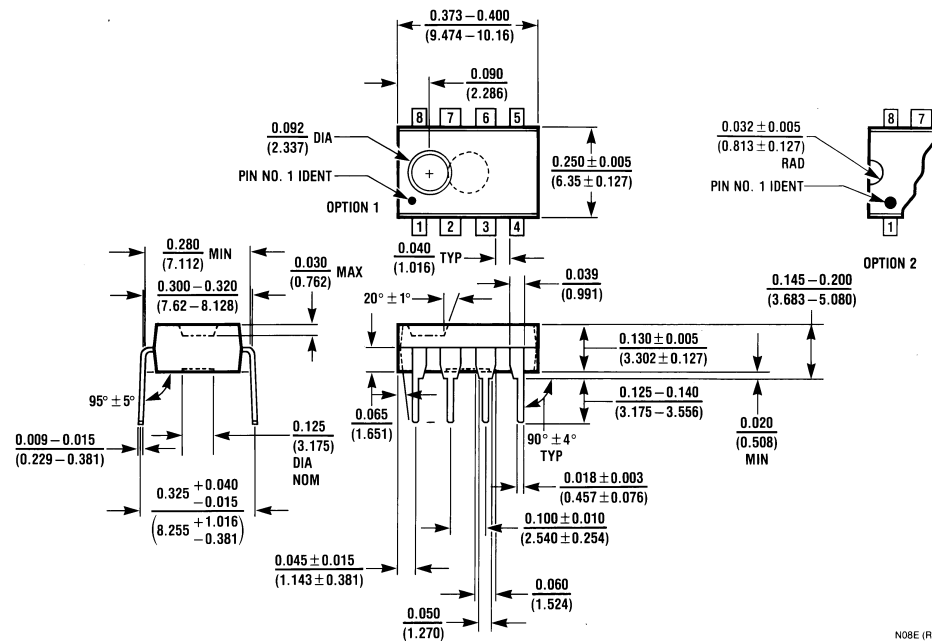 0.373 – 0.400
(9.474 – 10.16)
0.090
(2.286)
8 7 6 5
0.092 DIA
(2.337)
PIN NO. 1 IDENT
OPTION 1
1 2 3 4
0.250 ± 0.005
(6.35 ± 0.127)
0.032 ± 0.005
(0.813 ± 0.127)
RAD
PIN NO. 1 IDENT
8 7
1
OPTION 2
0.280 MIN
(7.112)
0.300 – 0.320
(7.62 – 8.128)
0.030 MAX
(0.762)
0.040 TYP
(1.016)
20° ± 1°
0.039
(0.991)
0.145 – 0.200
(3.683 – 5.080)
0.130 ± 0.005
(3.302 ± 0.127)
0.125 – 0.140
(3.175 – 3.556)
0.020
(0.508)
MIN
95° ± 5°
0.009 – 0.015
(0.229 – 0.381)
0.125
(3.175)
DIA
NOM
0.065
(1.651)
90° ± 4°
TYP
0.018 ± 0.003
(0.457 ± 0.076)
0.325 +0.040
−0.015
(8.255 +1.016
−0.381)
0.100 ± 0.010
(2.540 ± 0.254)
0.045 ± 0.015
(1.143 ± 0.381)
0.060
(1.524)
0.050
(1.270)
N08E (R